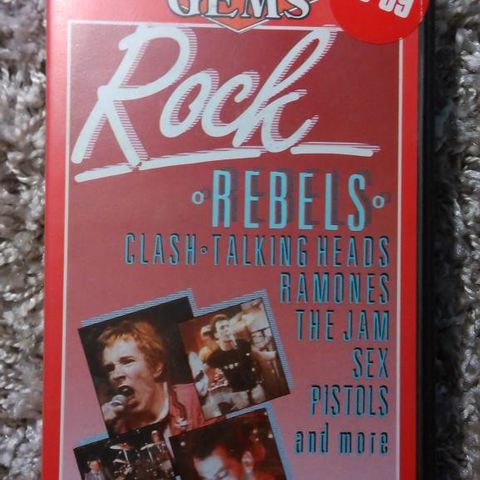 GEMS
Rock
REBELS
CLASH • TALKING HEADS
RAMONES
THE JAM
SEX
PISTOLS
and more